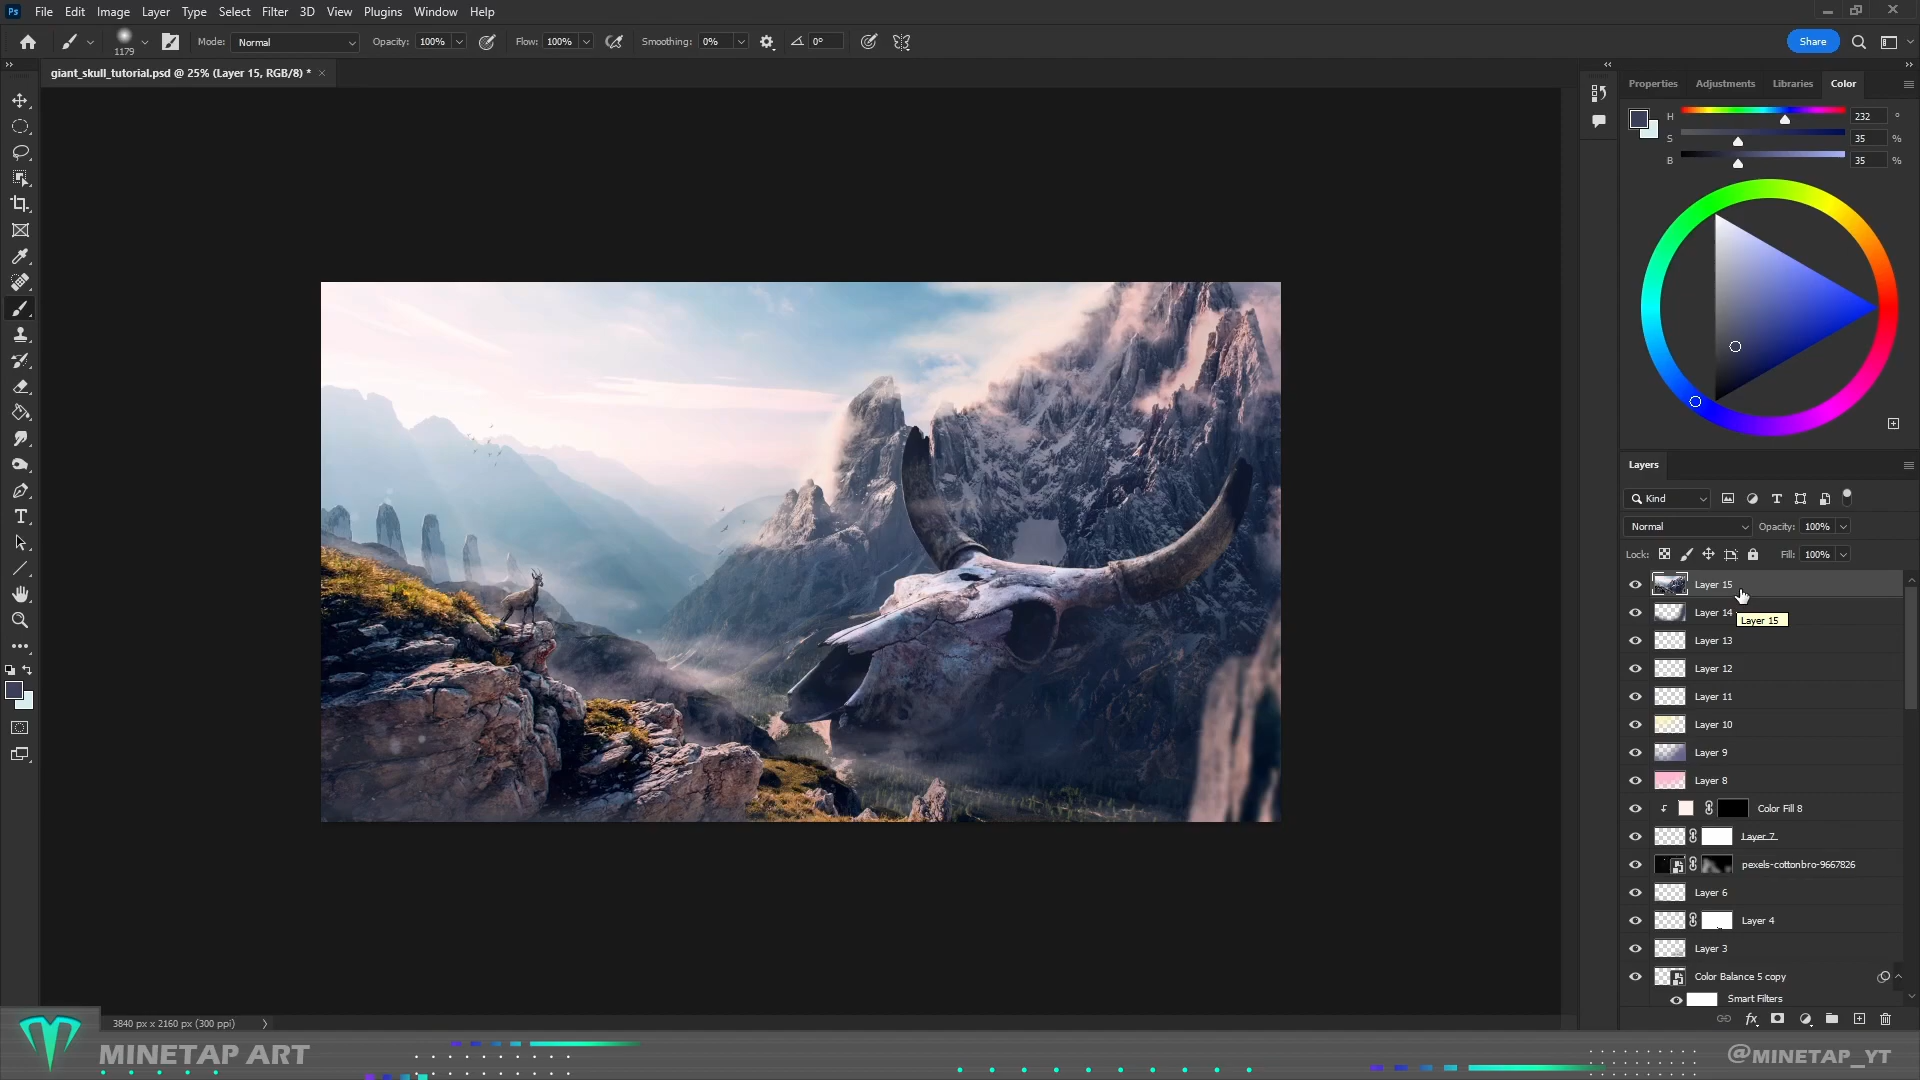 Ps File Edit Image Layer Type Select Filter 3D View Plugins Window Help
1179 Mode: Normal Opacity: 100% Flow: 100% Smoothing: 0% 0° Share
giant_skull_tutorial.psd @ 25% (Layer 15, RGB/8) * ×
Properties Adjustments Libraries Color
H 232 °
S 35 %
B 35 %
Layers
Kind
Normal Opacity: 100%
Lock: Fill: 100%
Layer 15
Layer 14
Layer 15
Layer 13
Layer 12
Layer 11
Layer 10
Layer 9
Layer 8
Color Fill 8
Layer 7
pexels-cottonbro-9667826
Layer 6
Layer 4
Layer 3
Color Balance 5 copy
Smart Filters
fx
3840 px x 2160 px (300 ppi)
MINETAP ART
@MINETAP_YT